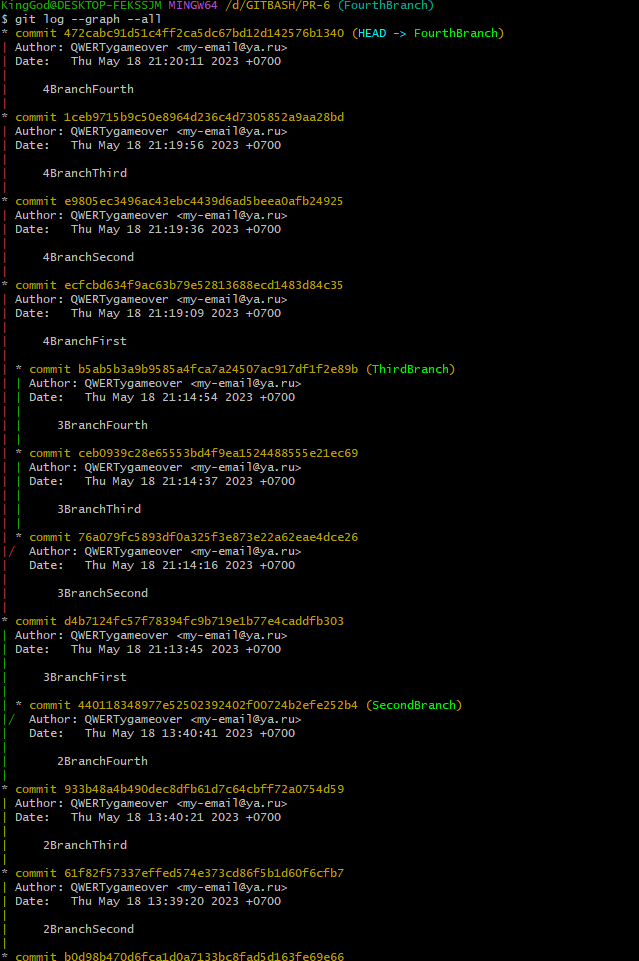 KingGod@DESKTOP-FEKSSJM MINGW64 /d/GITBASH/PR-6 (FourthBranch)
$ git log --graph --all
* commit 472cabc91d51c4ff2ca5dc67bd12d142576b1340 (HEAD -> FourthBranch)
| Author: QWERTygameover <my-email@ya.ru>
| Date:   Thu May 18 21:20:11 2023 +0700
|
|     4BranchFourth
|
* commit 1ceb9715b9c50e8964d236c4d7305852a9aa28bd
| Author: QWERTygameover <my-email@ya.ru>
| Date:   Thu May 18 21:19:56 2023 +0700
|
|     4BranchThird
|
* commit e9805ec3496ac43ebc4439d6ad5beea0afb24925
| Author: QWERTygameover <my-email@ya.ru>
| Date:   Thu May 18 21:19:36 2023 +0700
|
|     4BranchSecond
|
* commit ecfcbd634f9ac63b79e52813688ecd1483d84c35
| Author: QWERTygameover <my-email@ya.ru>
| Date:   Thu May 18 21:19:09 2023 +0700
|
|     4BranchFirst
|
| * commit b5ab5b3a9b9585a4fca7a24507ac917df1f2e89b (ThirdBranch)
| | Author: QWERTygameover <my-email@ya.ru>
| | Date:   Thu May 18 21:14:54 2023 +0700
| |
| |     3BranchFourth
| |
| * commit ceb0939c28e65553bd4f9ea1524488555e21ec69
| | Author: QWERTygameover <my-email@ya.ru>
| | Date:   Thu May 18 21:14:37 2023 +0700
| |
| |     3BranchThird
| |
| * commit 76a079fc5893df0a325f3e873e22a62eae4dce26
|/  Author: QWERTygameover <my-email@ya.ru>
|   Date:   Thu May 18 21:14:16 2023 +0700
|
|       3BranchSecond
|
* commit d4b7124fc57f78394fc9b719e1b77e4caddfb303
| Author: QWERTygameover <my-email@ya.ru>
| Date:   Thu May 18 21:13:45 2023 +0700
|
|     3BranchFirst
|
| * commit 440118348977e52502392402f00724b2efe252b4 (SecondBranch)
|/  Author: QWERTygameover <my-email@ya.ru>
|   Date:   Thu May 18 13:40:41 2023 +0700
|
|       2BranchFourth
|
* commit 933b48a4b490dec8dfb61d7c64cbff72a0754d59
| Author: QWERTygameover <my-email@ya.ru>
| Date:   Thu May 18 13:40:21 2023 +0700
|
|     2BranchThird
|
* commit 61f82f57337effed574e373cd86f5b1d60f6cfb7
| Author: QWERTygameover <my-email@ya.ru>
| Date:   Thu May 18 13:39:20 2023 +0700
|
|     2BranchSecond
|
* commit b0d98b470d6fca1d0a7133bc8fad5d163fe69e66